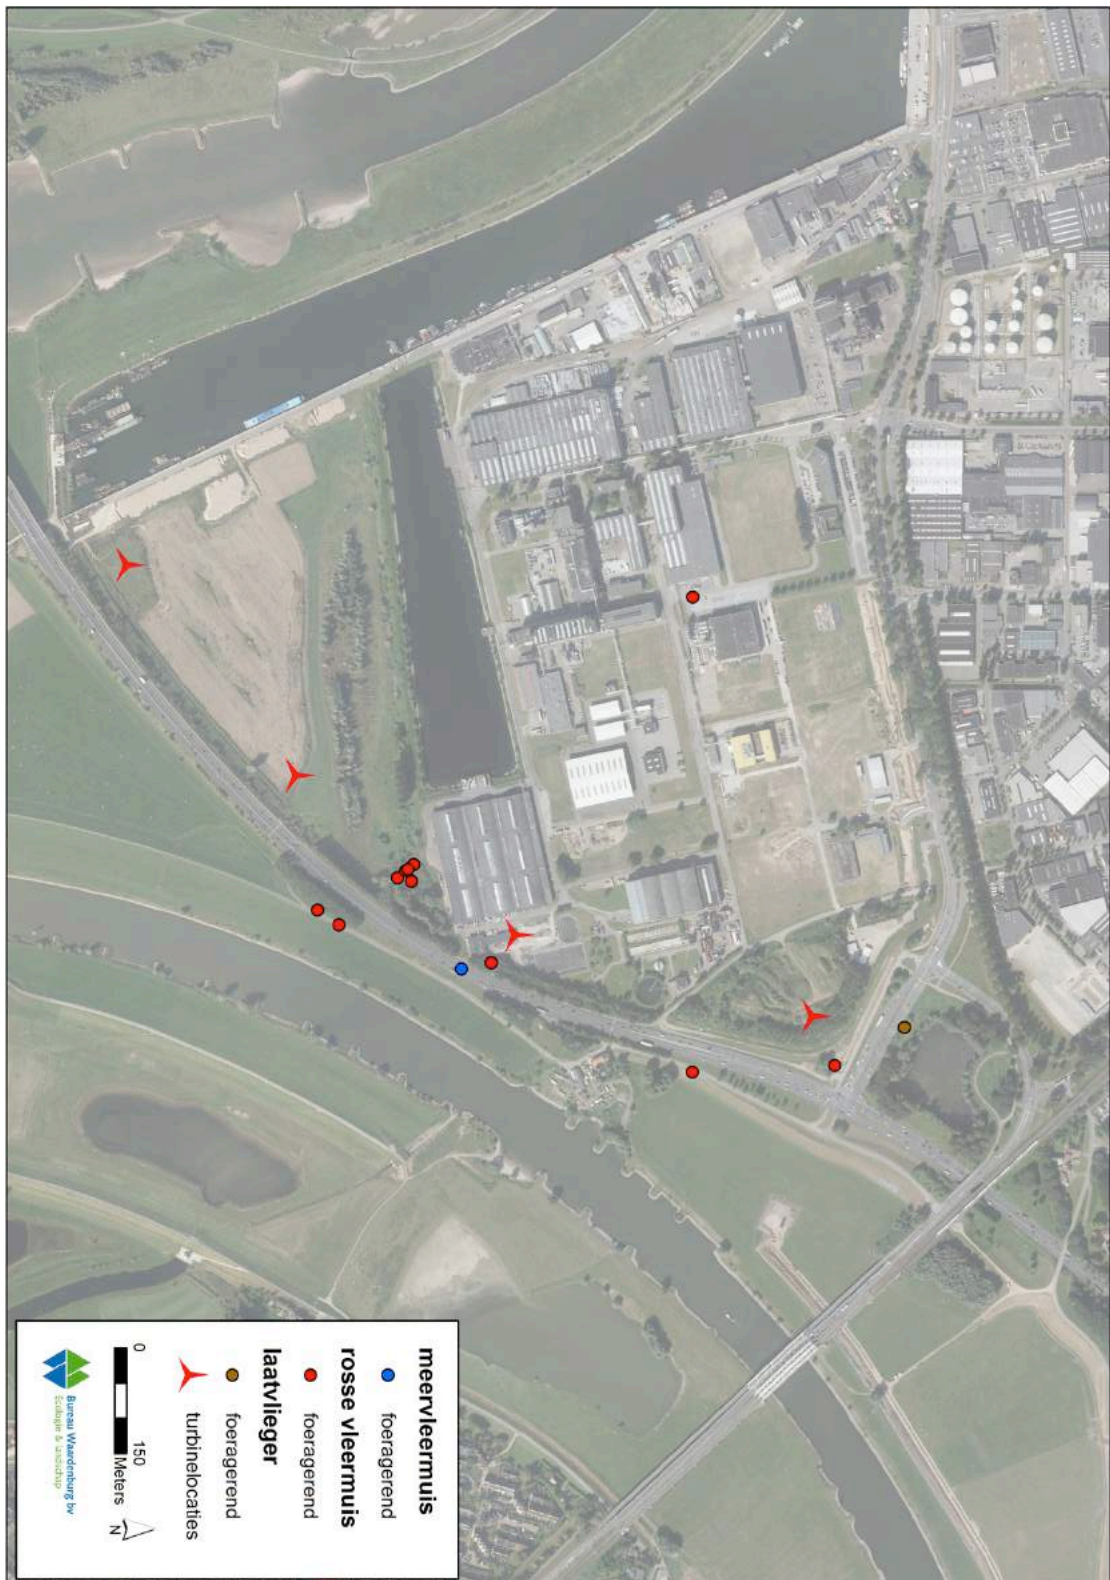 meervleermuis
foeragerend
rosse vleermuis
foeragerend
laatvlieger
foeragerend
turbinelocaties
0 150
Meters
N
Bureau Waardenburg bv
Ecologie & landschap